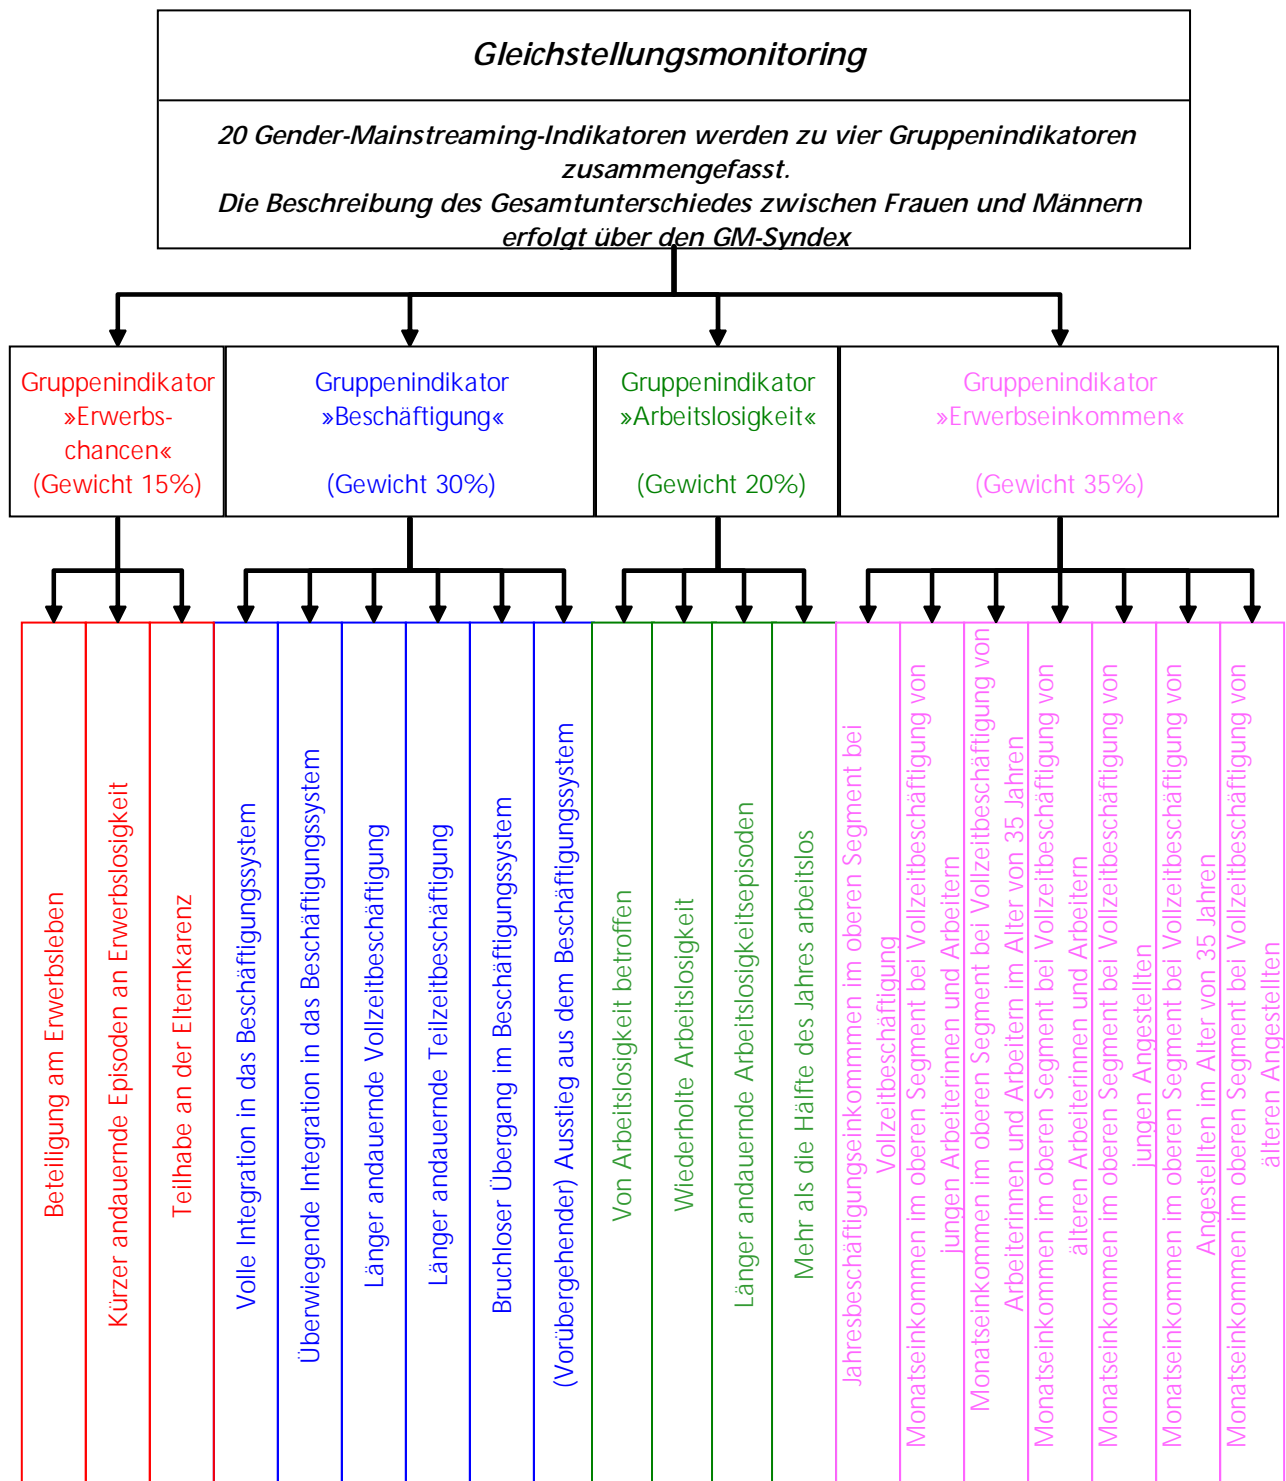 Gleichstellungsmonitoring
20 Gender-Mainstreaming-Indikatoren werden zu vier Gruppenindikatoren
zusammengefasst.
Die Beschreibung des Gesamtunterschiedes zwischen Frauen und Männern
erfolgt über den GM-Syndex
Gruppenindikator
»Erwerbs-
chancen«
(Gewicht 15%)
Gruppenindikator
»Beschäftigung«
(Gewicht 30%)
Gruppenindikator
»Arbeitslosigkeit«
(Gewicht 20%)
Gruppenindikator
»Erwerbseinkommen«
(Gewicht 35%)
Beteiligung am Erwerbsleben
Kürzer andauernde Episoden an Erwerbslosigkeit
Teilhabe an der Elternkarenz
Volle Integration in das Beschäftigungssystem
Überwiegende Integration in das Beschäftigungssystem
Länger andauernde Vollzeitbeschäftigung
Länger andauernde Teilzeitbeschäftigung
Bruchloser Übergang im Beschäftigungssystem
(Vorübergehender) Ausstieg aus dem Beschäftigungssystem
Von Arbeitslosigkeit betroffen
Wiederholte Arbeitslosigkeit
Länger andauernde Arbeitslosigkeitsepisoden
Mehr als die Hälfte des Jahres arbeitslos
Jahresbeschäftigungseinkommen im oberen Segment bei
Vollzeitbeschäftigung
Monatseinkommen im oberen Segment bei Vollzeitbeschäftigung von
jungen Arbeiterinnen und Arbeitern
Monatseinkommen im oberen Segment bei Vollzeitbeschäftigung von
Arbeiterinnen und Arbeitern im Alter von 35 Jahren
Monatseinkommen im oberen Segment bei Vollzeitbeschäftigung von
älteren Arbeiterinnen und Arbeitern
Monatseinkommen im oberen Segment bei Vollzeitbeschäftigung von
jungen Angestellten
Monatseinkommen im oberen Segment bei Vollzeitbeschäftigung von
Angestellten im Alter von 35 Jahren
Monatseinkommen im oberen Segment bei Vollzeitbeschäftigung von
älteren Angestellten